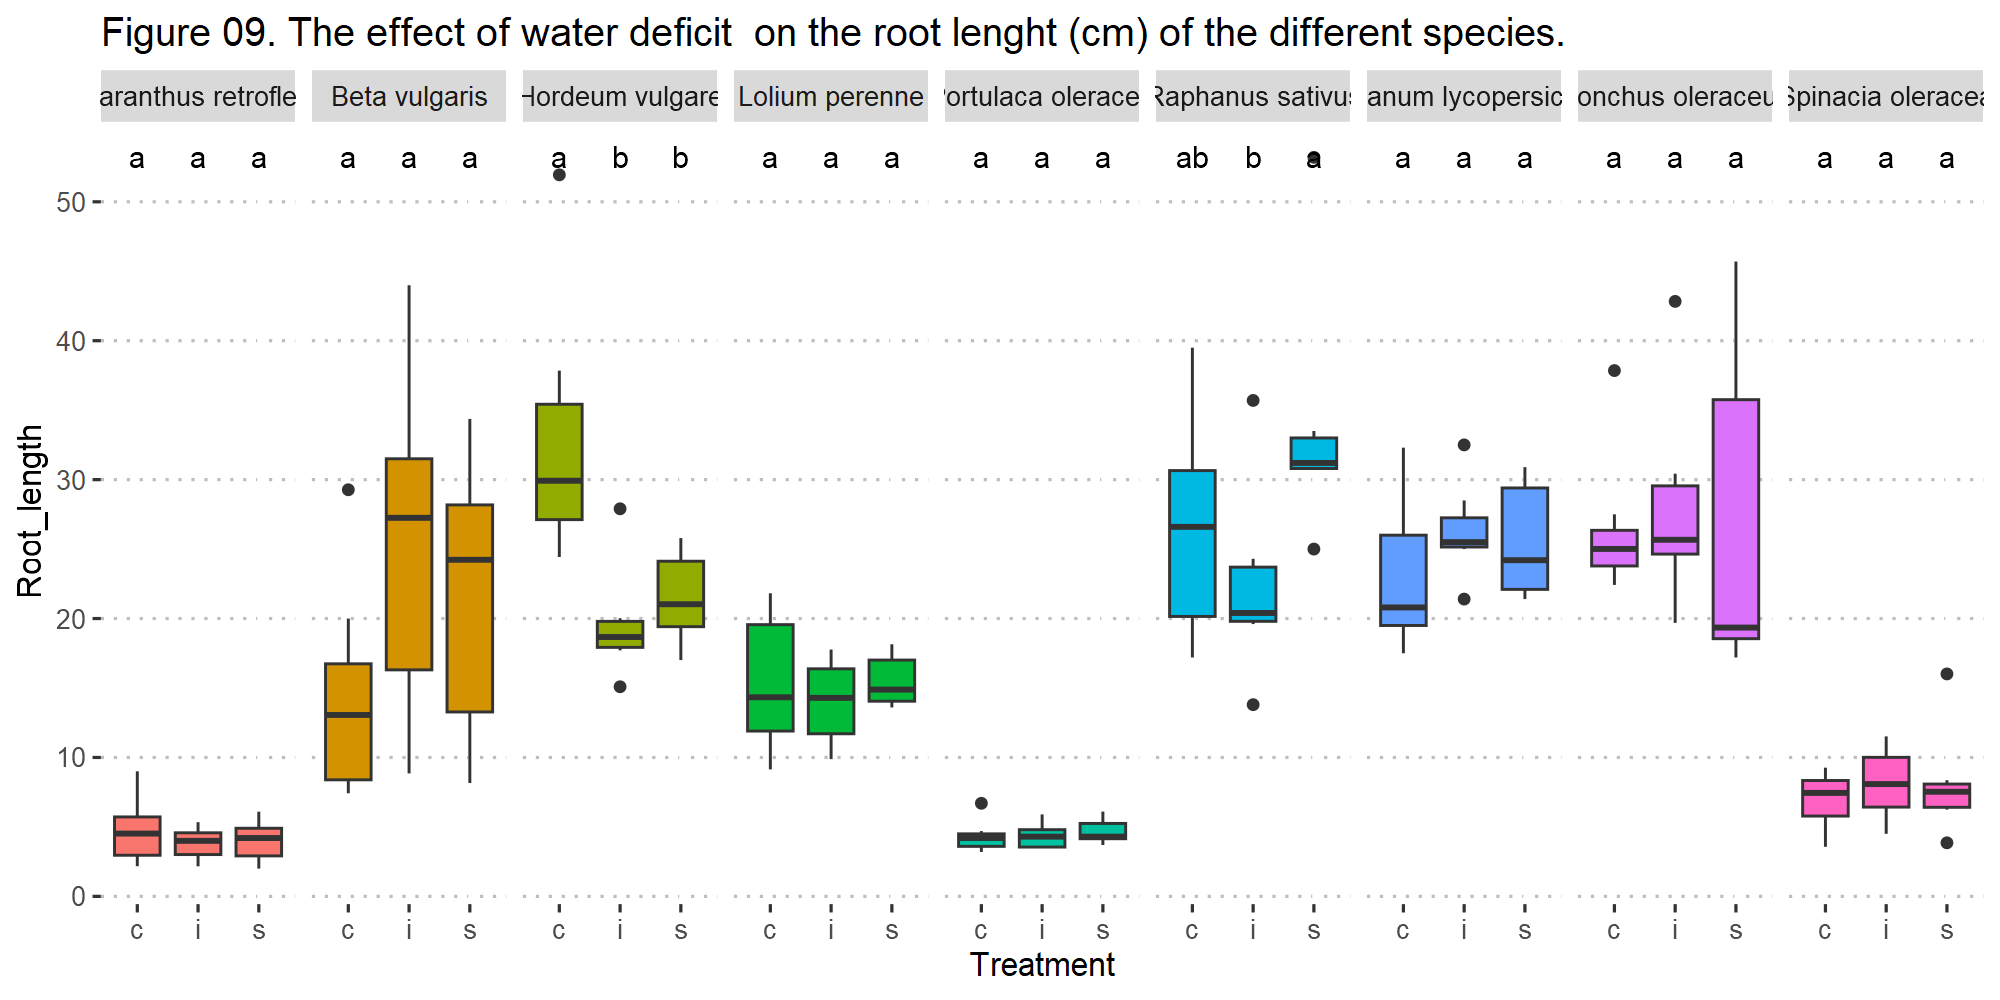 Figure 09. The effect of water deficit  on the root lenght (cm) of the different species.
aranthus retrofle Beta vulgaris Hordeum vulgare Lolium perenne Portulaca olerace Raphanus sativus anum lycopersic onchus oleraceu Spinacia oleracea
a a a a a a a b b a a a a a a ab b a a a a a a a a a a
50
40
30
20
10
0
Root_length
c i s c i s c i s c i s c i s c i s c i s c i s c i s
Treatment